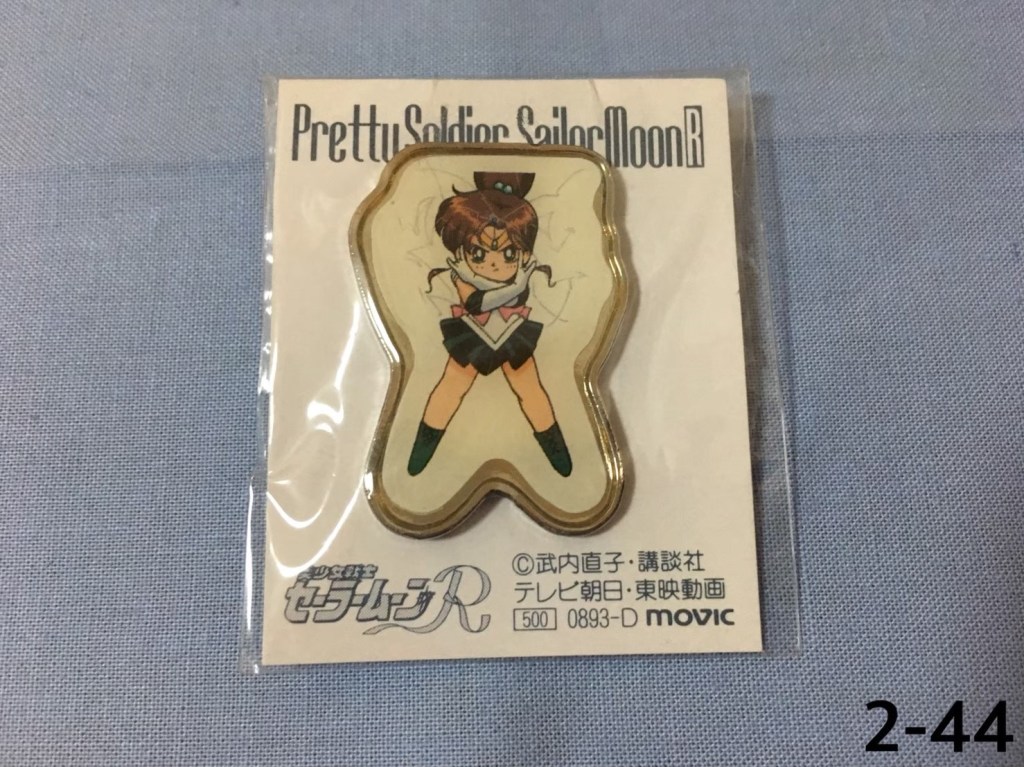 Pretty Soldier Sailor Moon R
美少女戦士
セーラームーンR
©武内直子・講談社
テレビ朝日・東映動画
500 0893-D movic
2-44